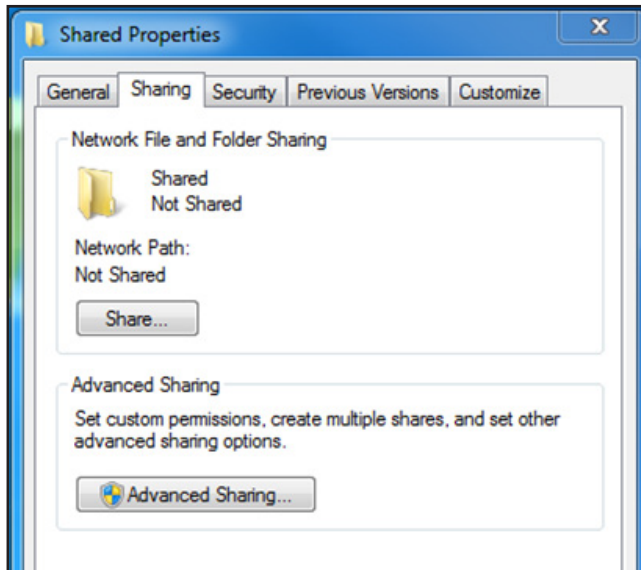 Shared Properties
General Sharing Security Previous Versions Customize
Network File and Folder Sharing
Shared
Not Shared
Network Path:
Not Shared
Share...
Advanced Sharing
Set custom permissions, create multiple shares, and set other
advanced sharing options.
Advanced Sharing...